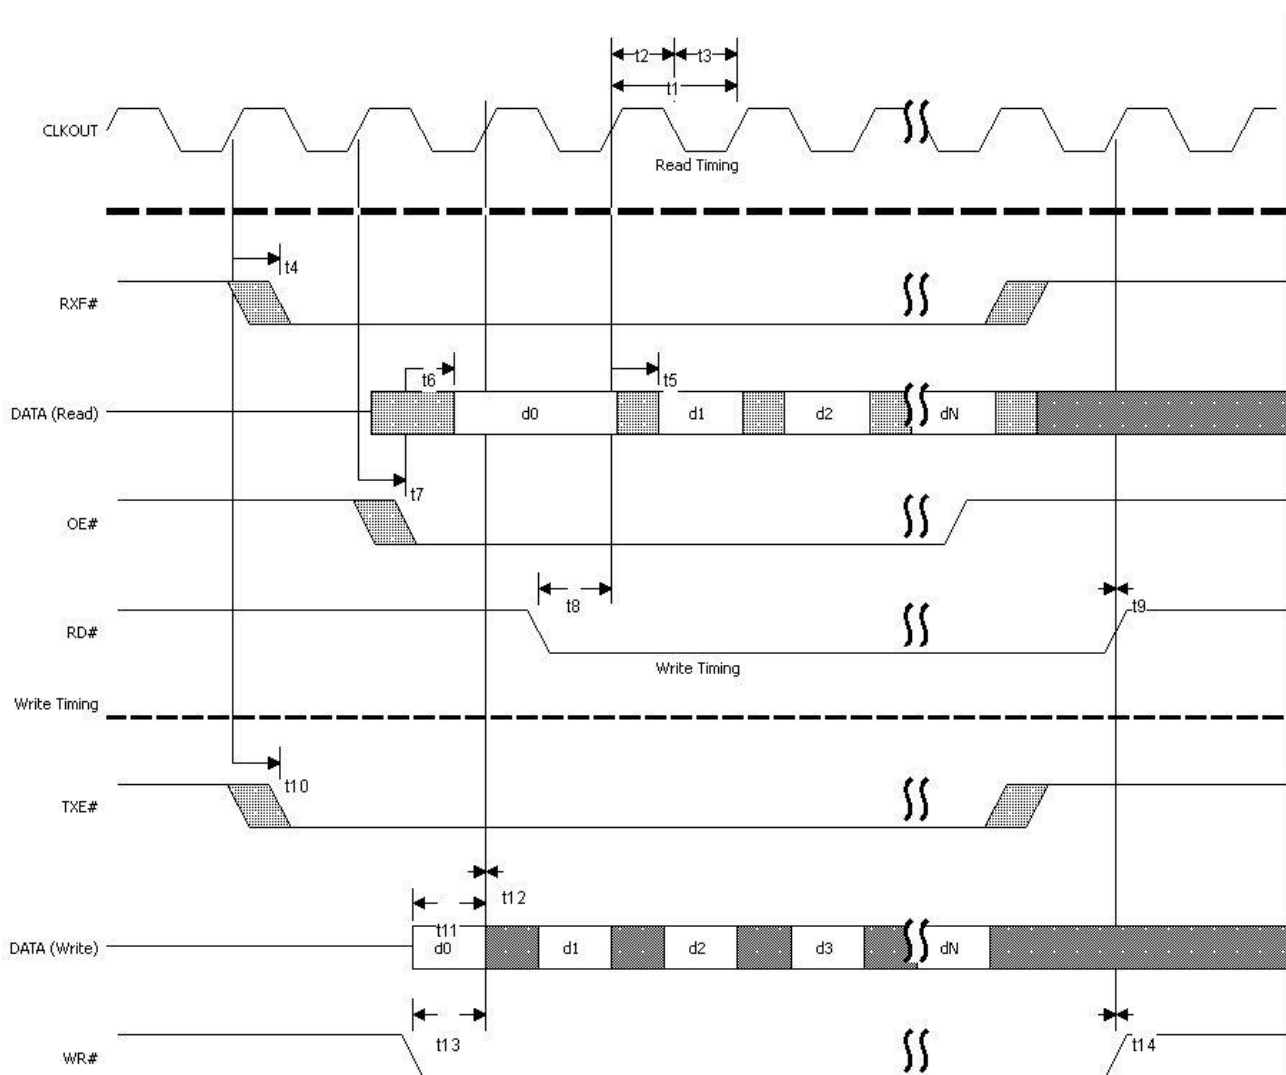 t2 t3
t1
CLKOUT
Read Timing
t4
RXF#
t6 t5
DATA (Read) d0 d1 d2 dN
t7
OE#
t8 t9
RD#
Write Timing
Write Timing
t10
TXE#
t12
t11
DATA (Write) d0 d1 d2 d3 dN
t13 t14
WR#